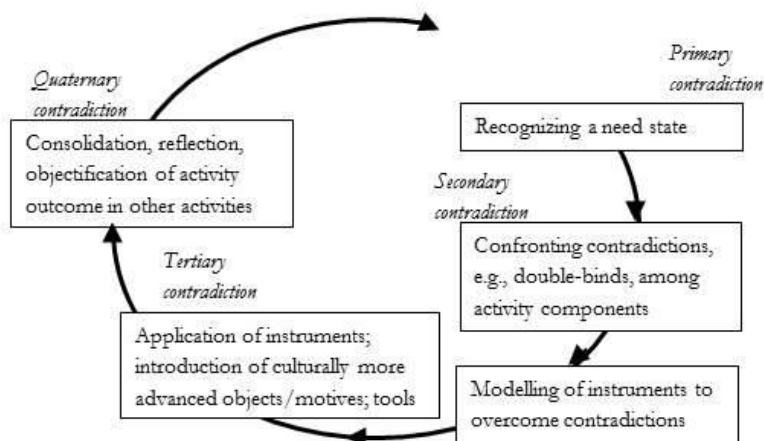 Primary
contradiction
Recognizing a need state
Secondary
contradiction
Confronting contradictions,
e.g., double-binds, among
activity components
Modelling of instruments to
overcome contradictions
Tertiary
contradiction
Application of instruments;
introduction of culturally more
advanced objects/motives; tools
Quaternary
contradiction
Consolidation, reflection,
objectification of activity
outcome in other activities